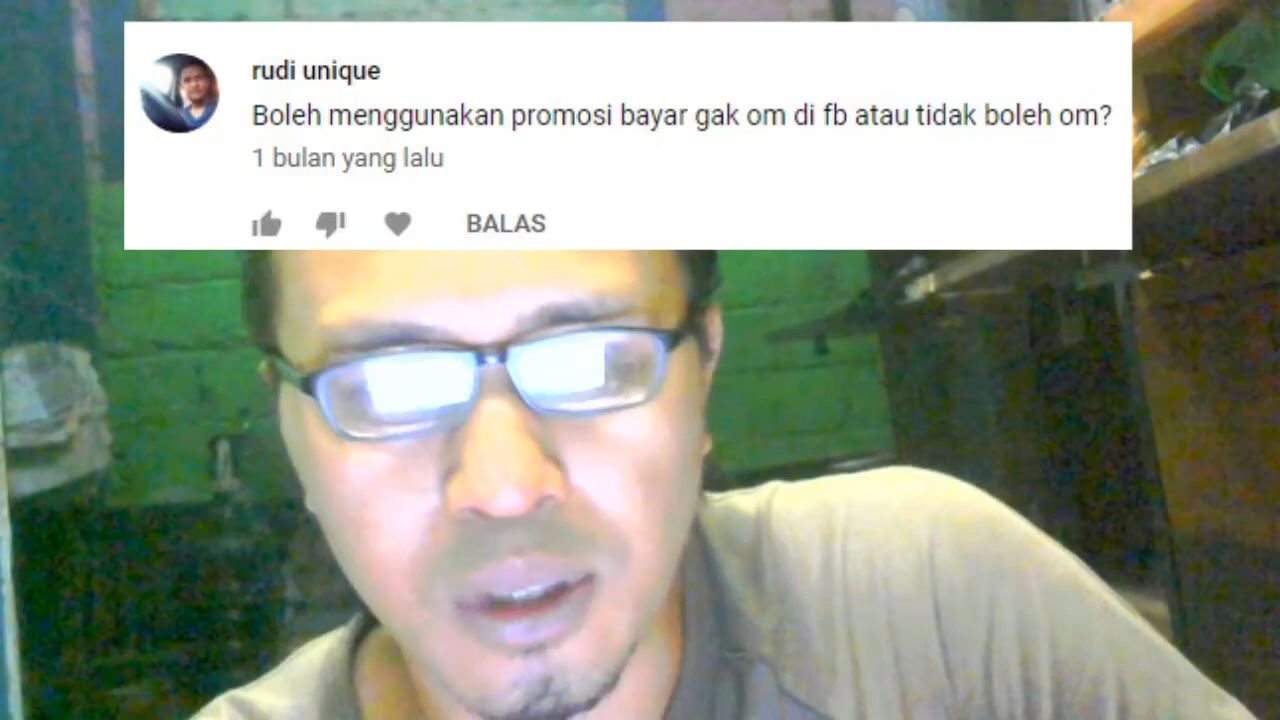 rudi unique
Boleh menggunakan promosi bayar gak om di fb atau tidak boleh om?
1 bulan yang lalu
BALAS